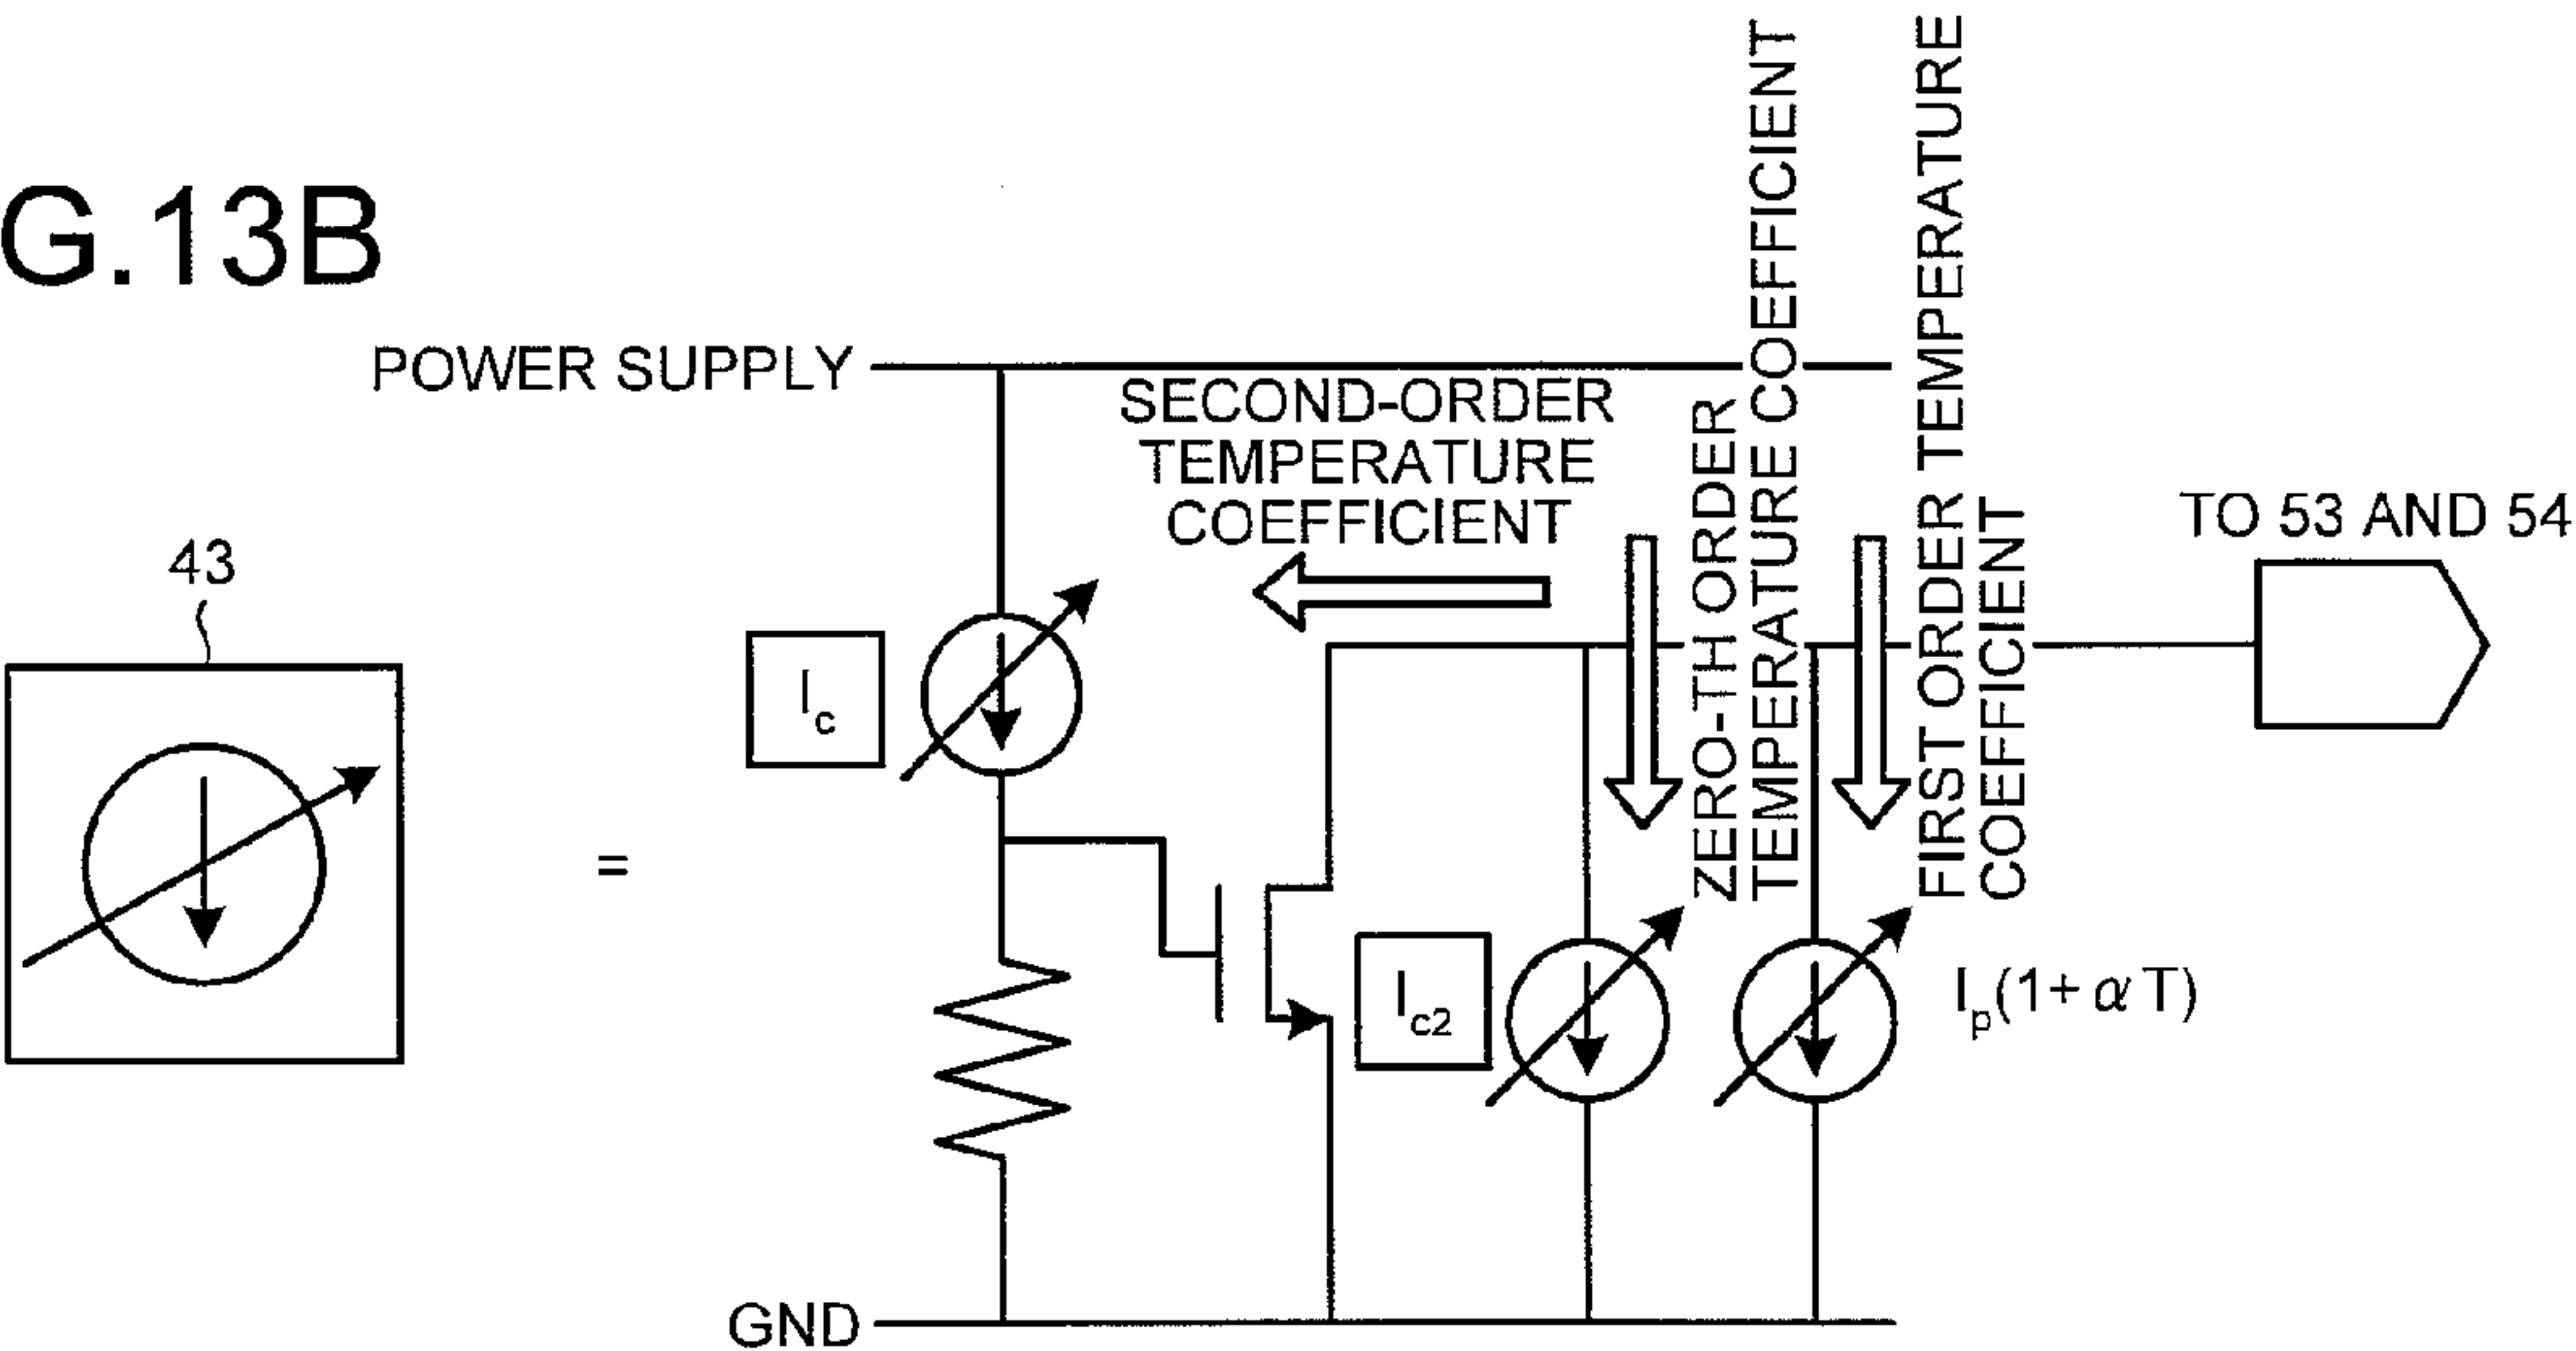 G.13B
POWER SUPPLY
SECOND-ORDER
TEMPERATURE
COEFFICIENT
ZERO-TH ORDER
TEMPERATURE COEFFICIENT
FIRST ORDER TEMPERATURE
COEFFICIENT
TO 53 AND 54
43
=
Ic
Ic2
Ip(1+αT)
GND